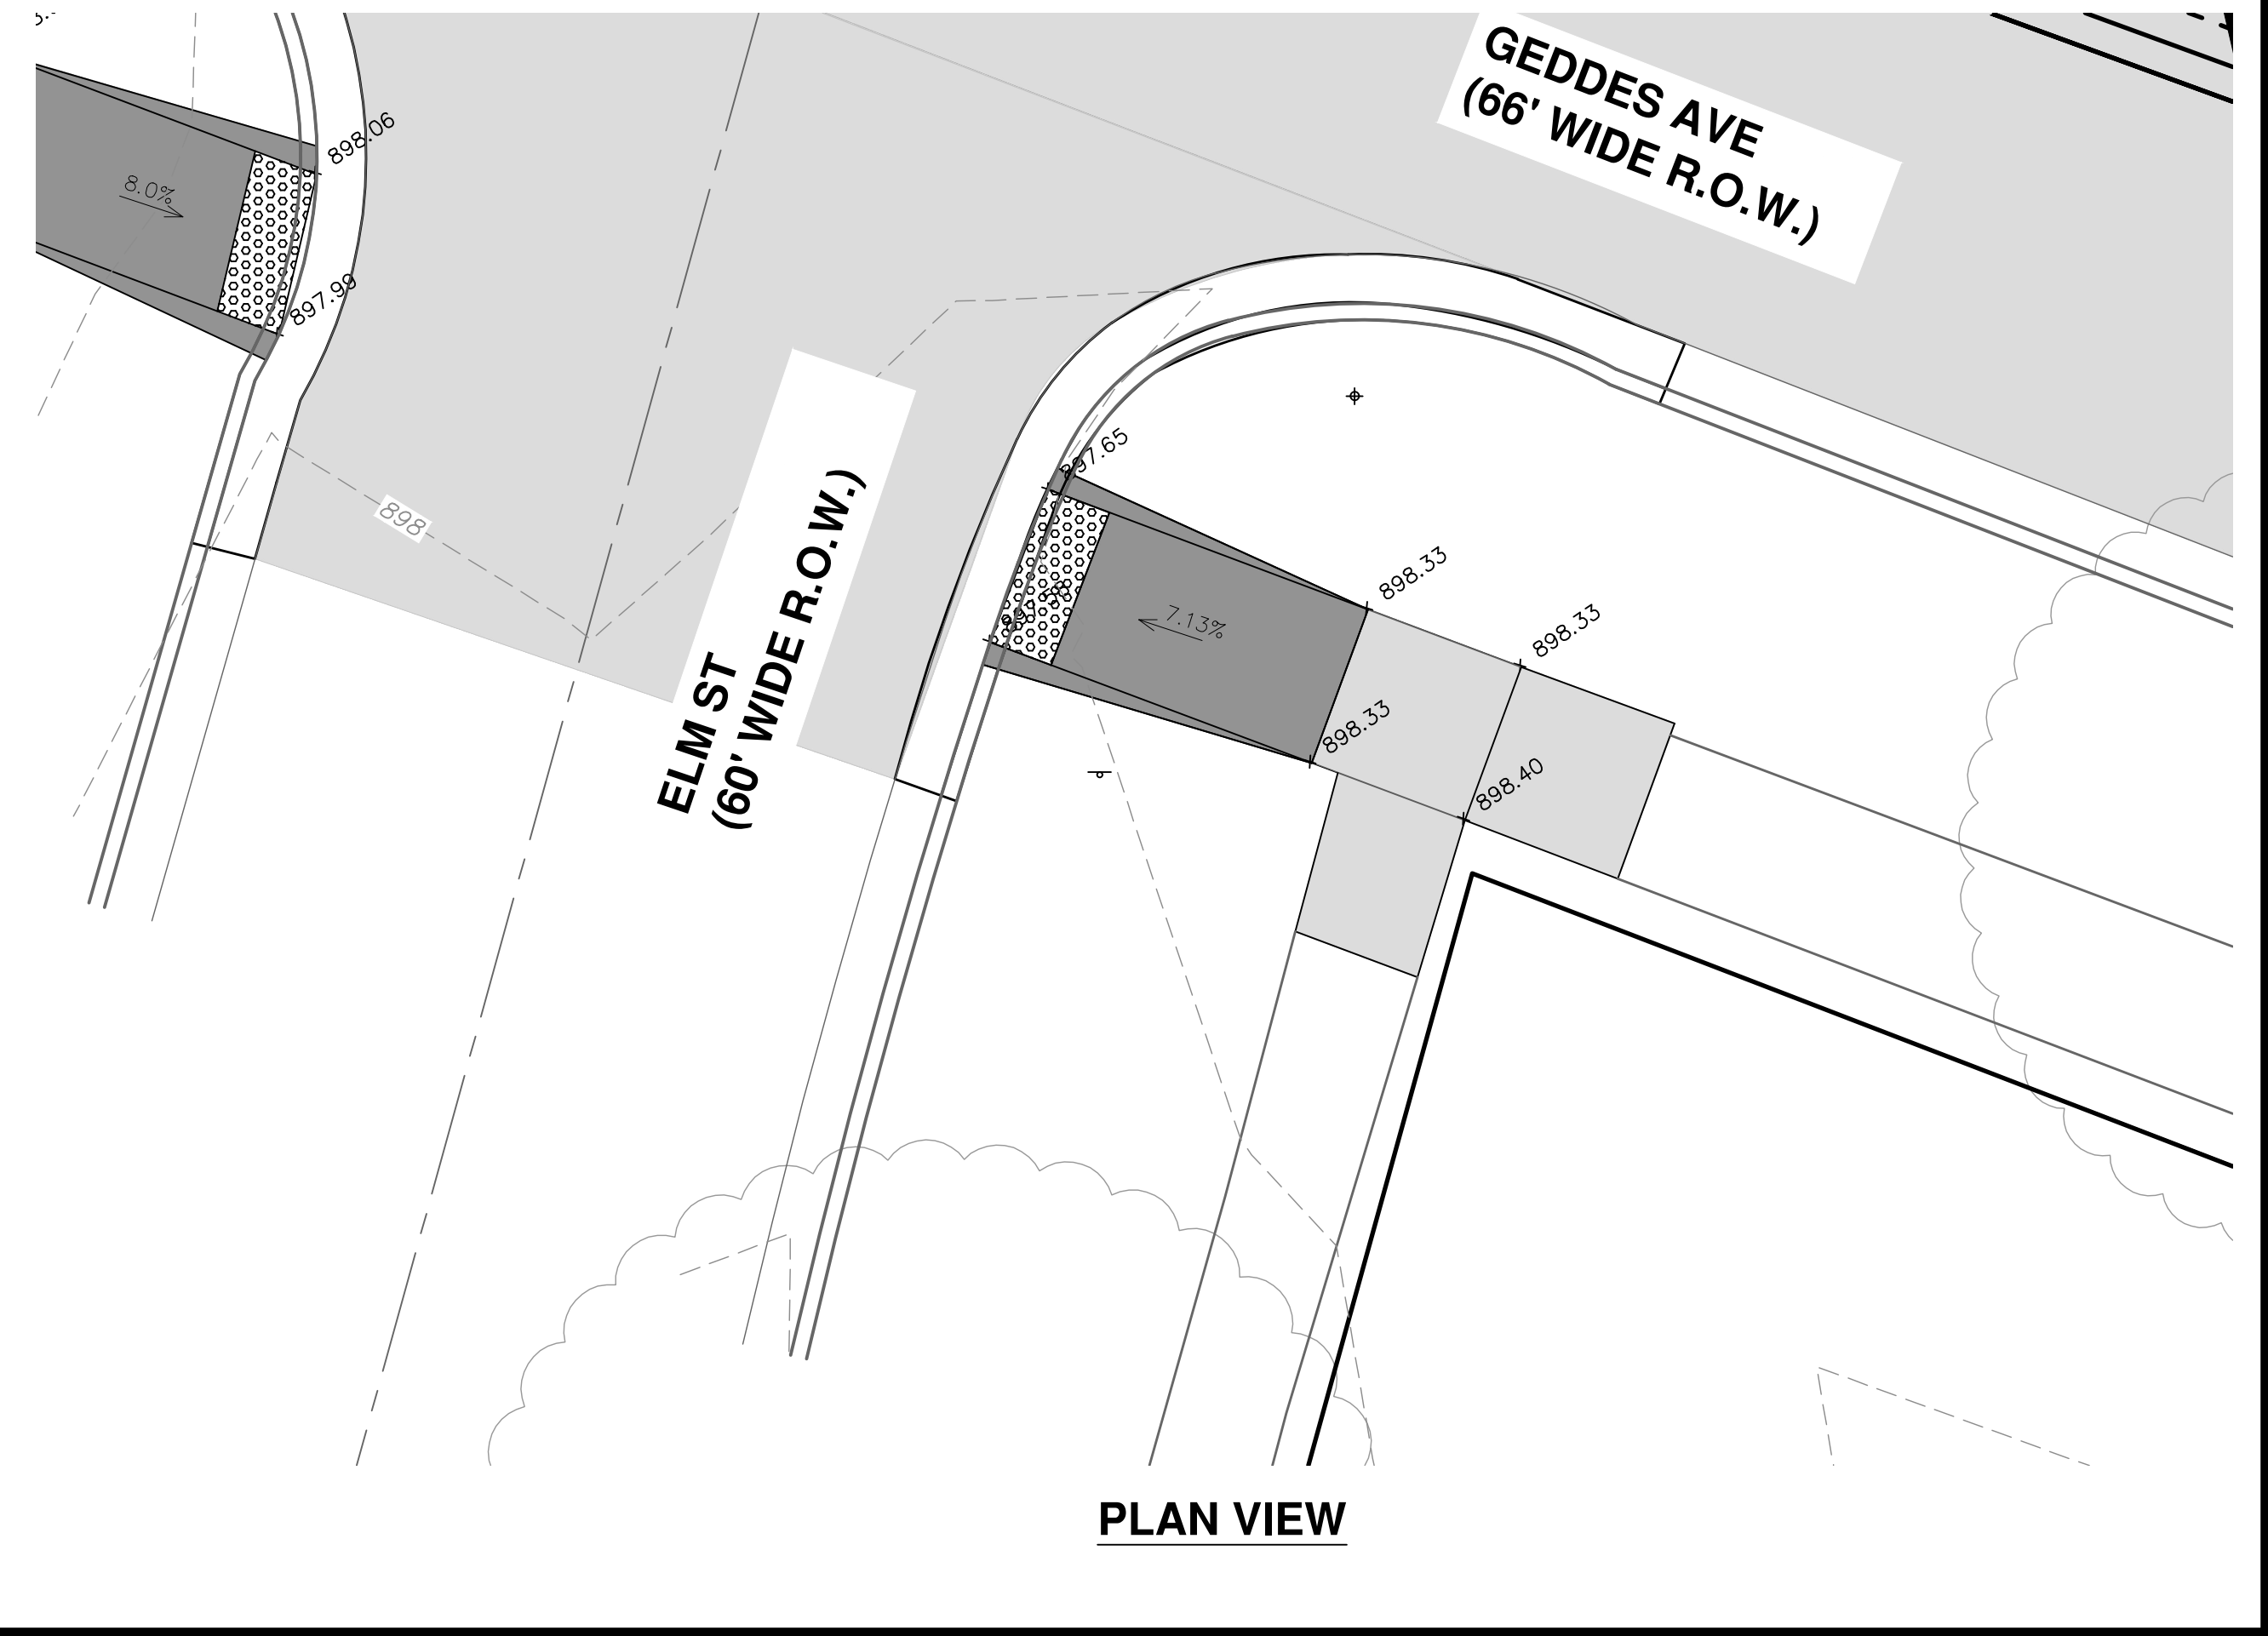 GEDDES AVE
(66' WIDE R.O.W.)
898.06
8.0%
897.99
897.65
898
ELM ST
(60' WIDE R.O.W.)
898.33
898.33
7.13%
898.33
898.40
PLAN VIEW